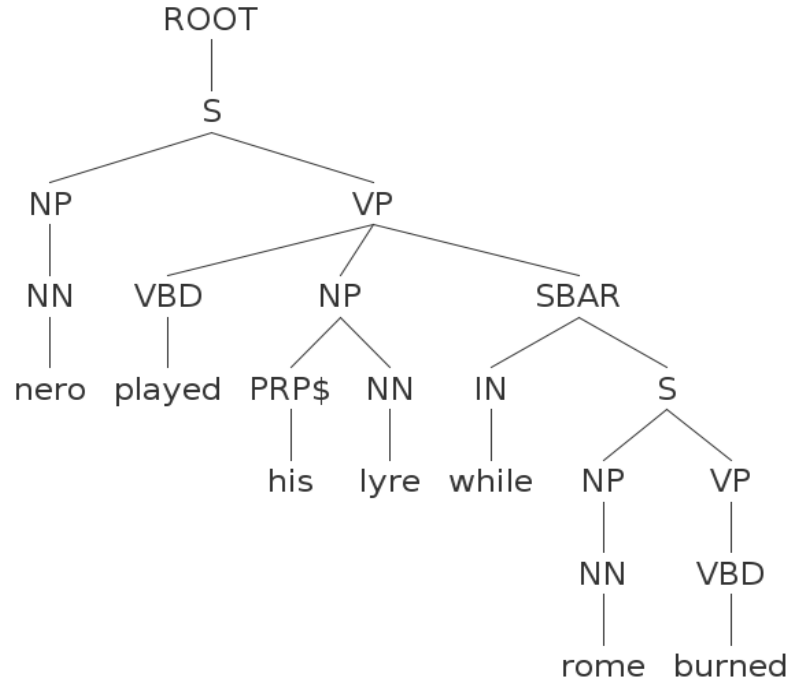 ROOT
S
NP VP
NN VBD NP SBAR
nero played PRP$ NN IN S
his lyre while NP VP
NN VBD
rome burned